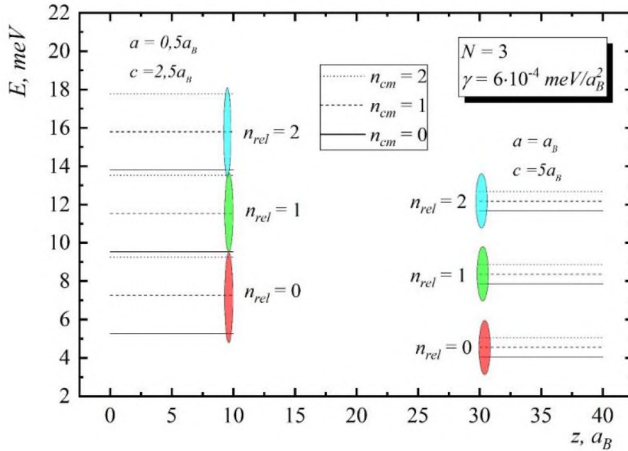 E, meV
22
20
18
16
14
12
10
8
6
4
2
a = 0,5a_B
c = 2,5a_B
n_cm = 2
n_cm = 1
n_cm = 0
N = 3
γ = 6·10⁻⁴ meV/a_B²
a = a_B
c = 5a_B
n_rel = 2
n_rel = 1
n_rel = 0
n_rel = 2
n_rel = 1
n_rel = 0
0 5 10 15 20 25 30 35 40
z, a_B